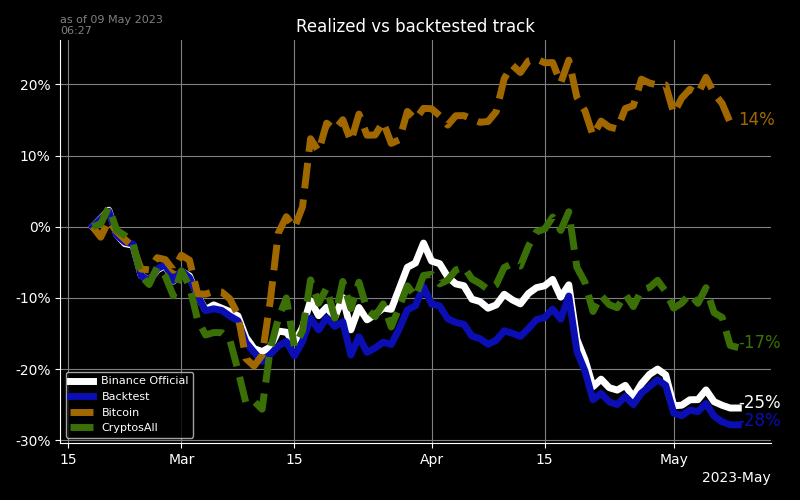 as of 09 May 2023
06:27
Realized vs backtested track
20%
10%
0%
-10%
-20%
-30%
14%
-17%
-25%
-28%
Binance Official
Backtest
Bitcoin
CryptosAll
15
Mar
15
Apr
15
May
2023-May